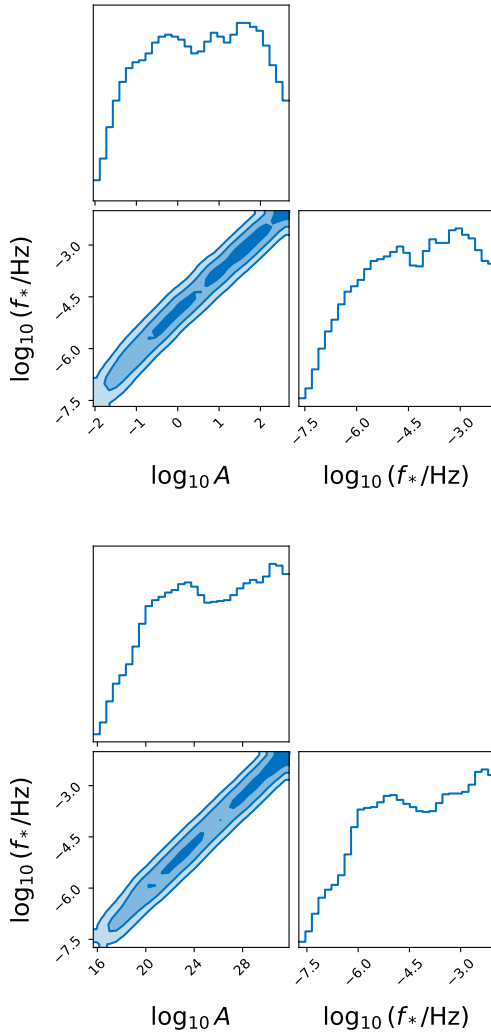 log₁₀ (f*/Hz)
−3.0
−4.5
−6.0
−7.5
−2 −1 0 1 2
−7.5 −6.0 −4.5 −3.0
log₁₀ A
log₁₀ (f*/Hz)
log₁₀ (f*/Hz)
−3.0
−4.5
−6.0
−7.5
16 20 24 28
−7.5 −6.0 −4.5 −3.0
log₁₀ A
log₁₀ (f*/Hz)